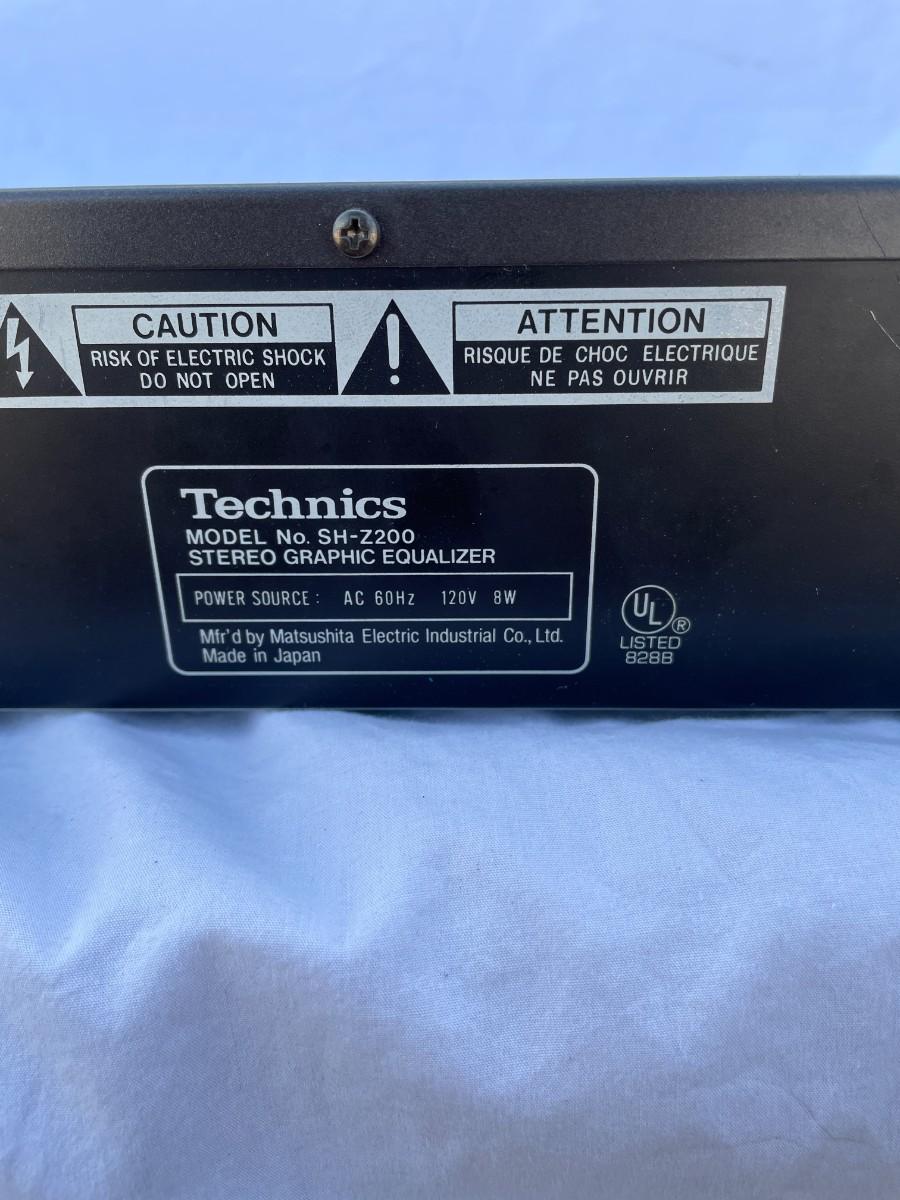 CAUTION
RISK OF ELECTRIC SHOCK
DO NOT OPEN
ATTENTION
RISQUE DE CHOC ELECTRIQUE
NE PAS OUVRIR
Technics
MODEL No. SH-Z200
STEREO GRAPHIC EQUALIZER
POWER SOURCE: AC 60Hz 120V 8W
Mfr'd by Matsushita Electric Industrial Co., Ltd.
Made in Japan
UL®
LISTED
828B